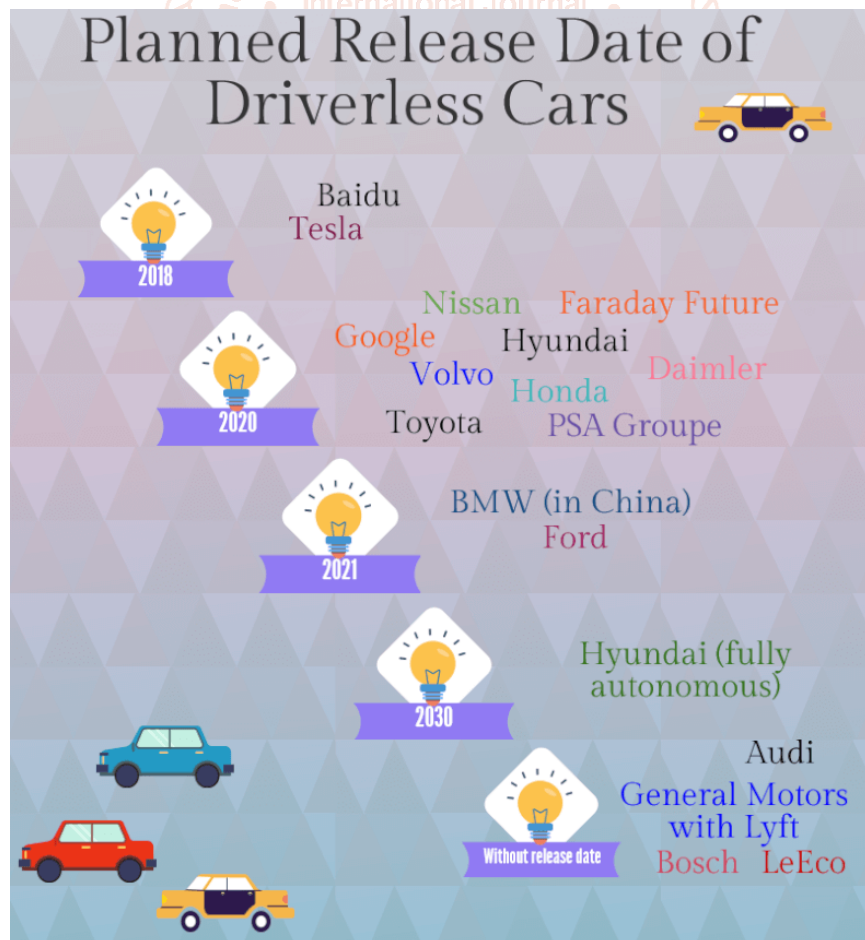 International Journal
Planned Release Date of
Driverless Cars
Baidu
Tesla
2018
Nissan Faraday Future
Google Hyundai
Volvo Daimler
Honda
Toyota PSA Groupe
2020
BMW (in China)
Ford
2021
Hyundai (fully
autonomous)
2030
Audi
General Motors
with Lyft
Without release date
Bosch LeEco